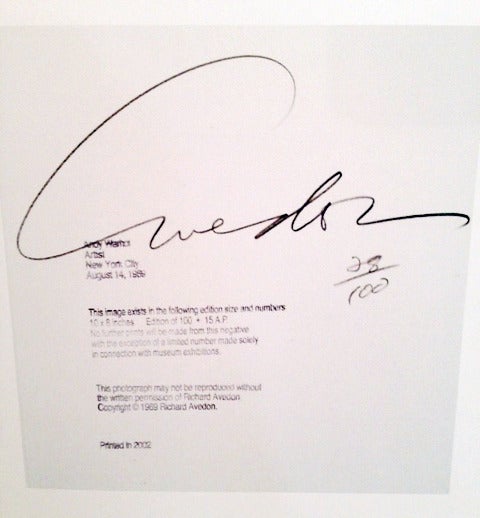 Avedon
28/100
Andy Warhol
Artist
New York City
August 14, 1969
This image exists in the following edition size and numbers
10 x 8 inches Edition of 100 + 15 A.P.
No further prints will be made from this negative
with the exception of a limited number made solely
in connection with museum exhibitions.
This photograph may not be reproduced without
the written permission of Richard Avedon.
Copyright © 1969 Richard Avedon.
Printed in 2002